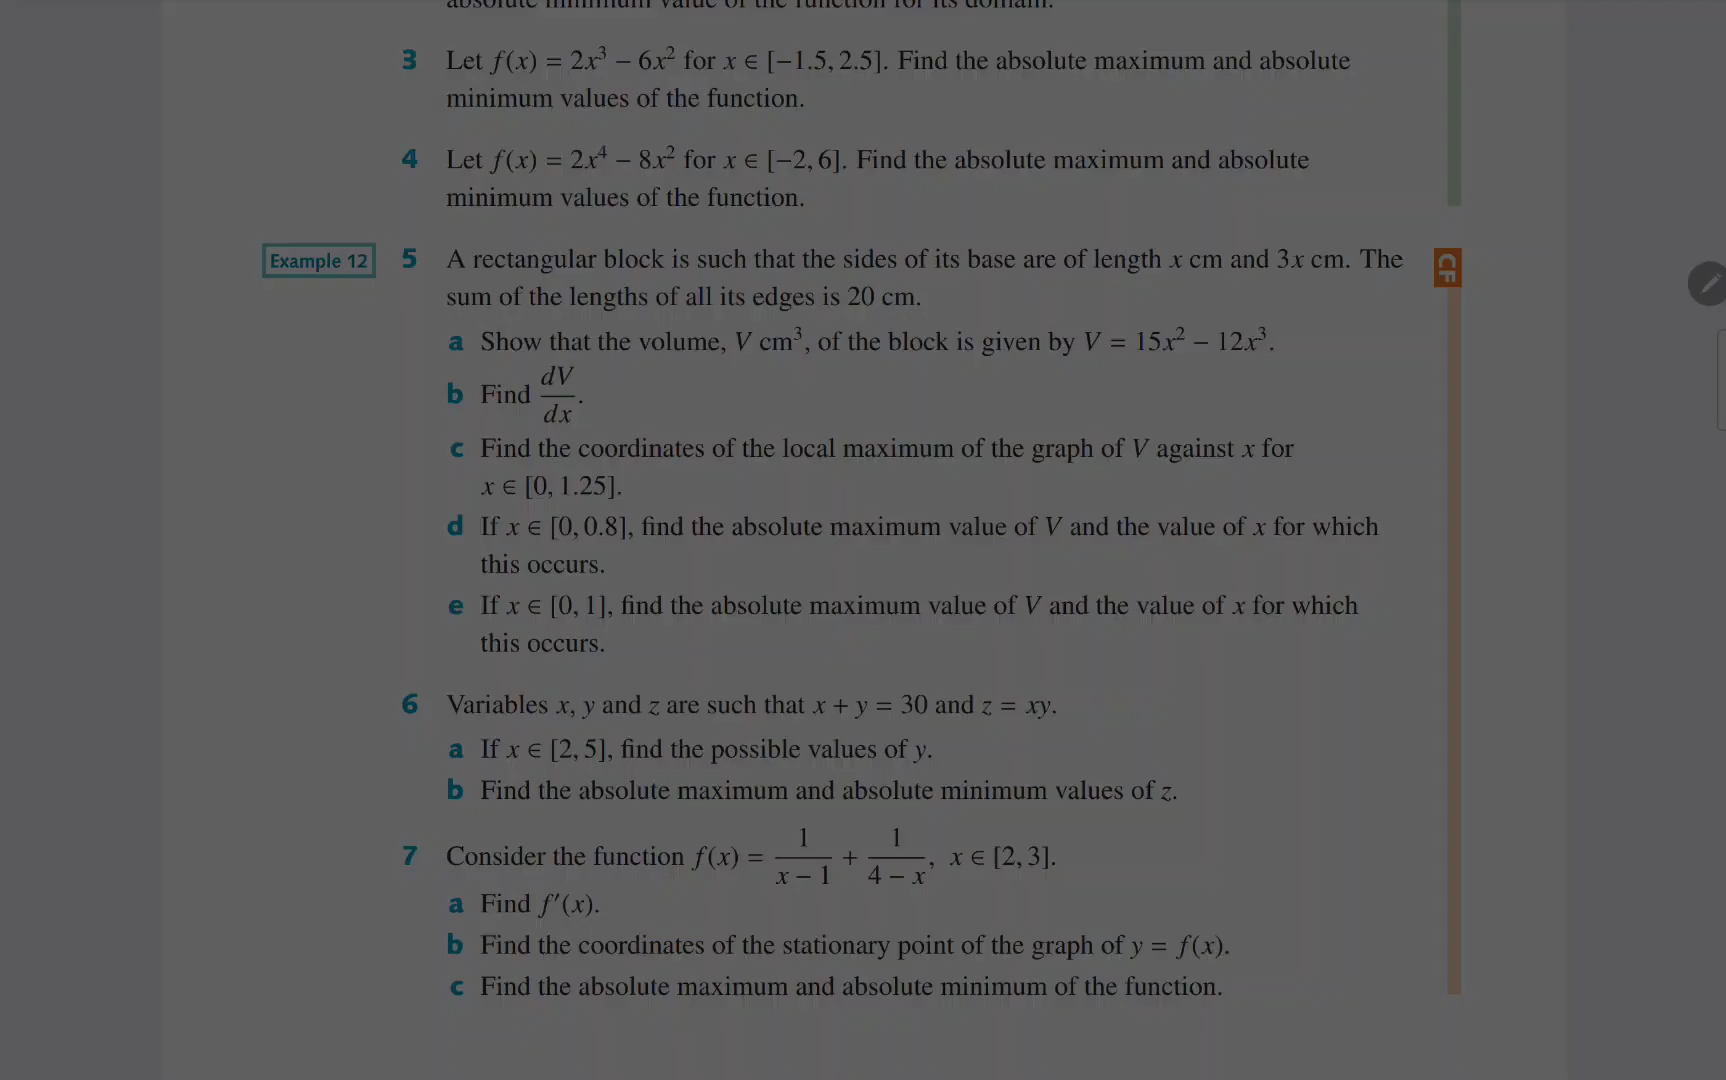 absolute minimum value of the function for its domain.
3 Let f(x) = 2x³ − 6x² for x ∈ [−1.5, 2.5]. Find the absolute maximum and absolute
minimum values of the function.
4 Let f(x) = 2x⁴ − 8x² for x ∈ [−2, 6]. Find the absolute maximum and absolute
minimum values of the function.
Example 12 5 A rectangular block is such that the sides of its base are of length x cm and 3x cm. The
sum of the lengths of all its edges is 20 cm.
CF
a Show that the volume, V cm³, of the block is given by V = 15x² − 12x³.
b Find dV/dx.
c Find the coordinates of the local maximum of the graph of V against x for
x ∈ [0, 1.25].
d If x ∈ [0, 0.8], find the absolute maximum value of V and the value of x for which
this occurs.
e If x ∈ [0, 1], find the absolute maximum value of V and the value of x for which
this occurs.
6 Variables x, y and z are such that x + y = 30 and z = xy.
a If x ∈ [2, 5], find the possible values of y.
b Find the absolute maximum and absolute minimum values of z.
7 Consider the function f(x) = 1/(x − 1) + 1/(4 − x), x ∈ [2, 3].
a Find f′(x).
b Find the coordinates of the stationary point of the graph of y = f(x).
c Find the absolute maximum and absolute minimum of the function.